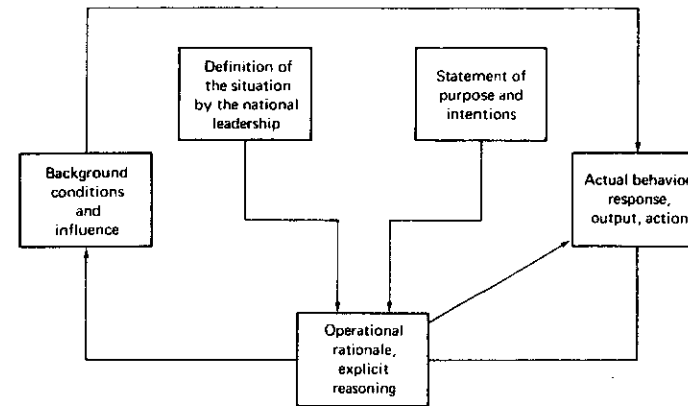 Definition of
the situation
by the national
leadership
Statement of
purpose and
intentions
Background
conditions
and
influence
Actual behavior
response,
output, action
Operational
rationale,
explicit
reasoning